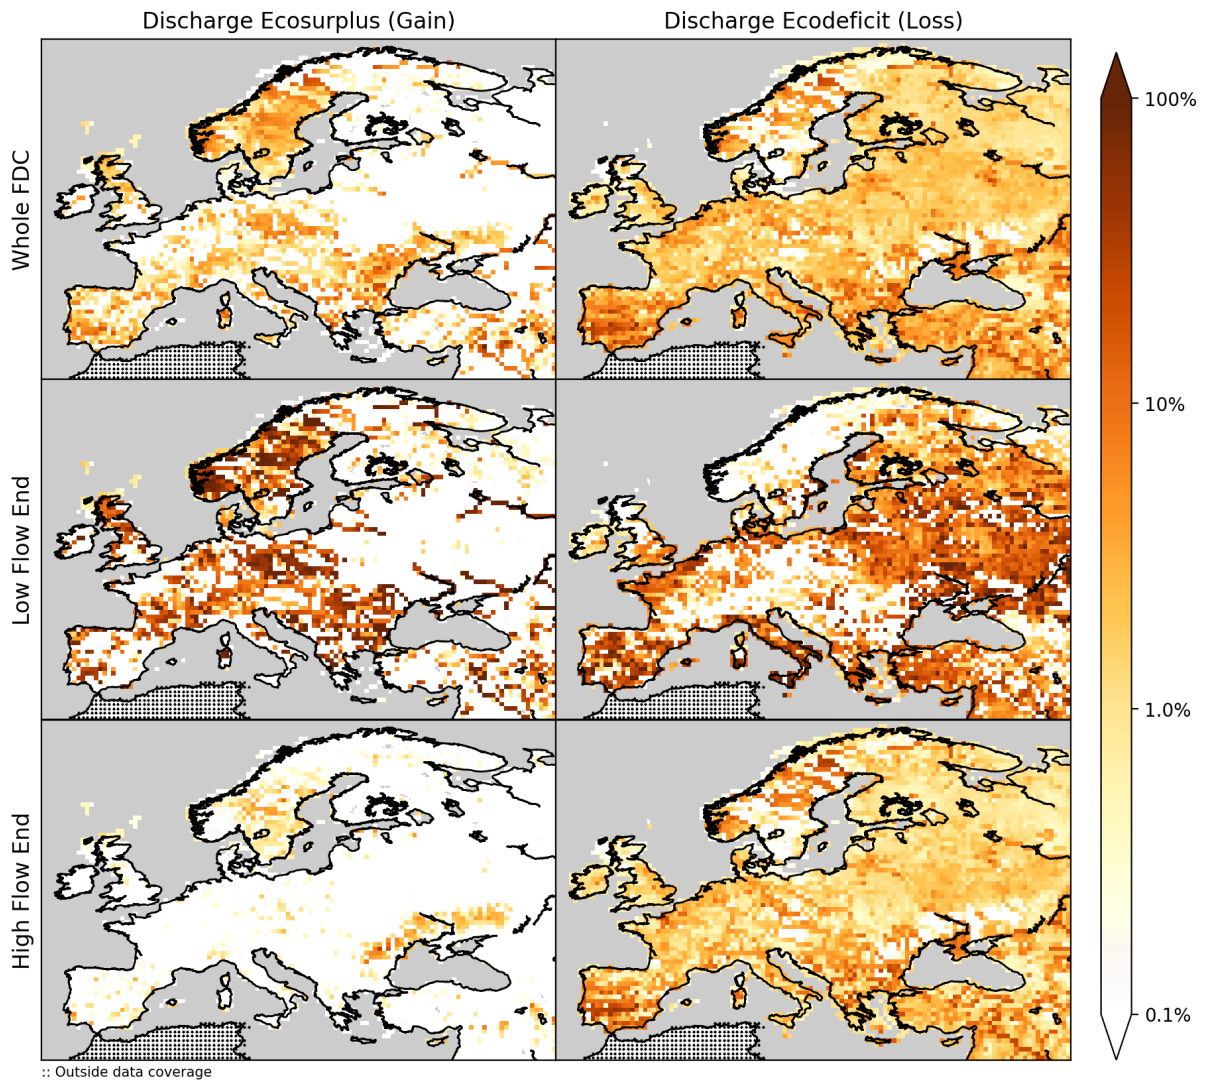 Discharge Ecosurplus (Gain)
Discharge Ecodeficit (Loss)
Whole FDC
Low Flow End
High Flow End
100%
10%
1.0%
0.1%
:: Outside data coverage